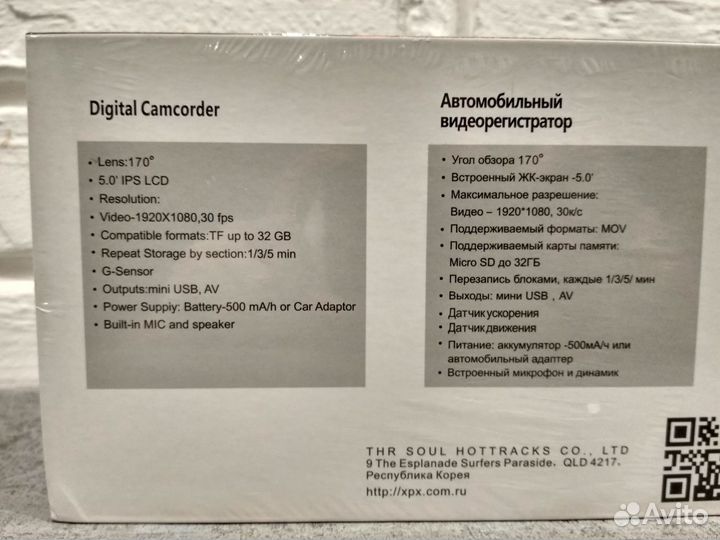 Digital Camcorder
• Lens:170°
• 5.0' IPS LCD
• Resolution:
Video-1920X1080,30 fps
• Compatible formats:TF up to 32 GB
• Repeat Storage by section:1/3/5 min
• G-Sensor
• Outputs:mini USB, AV
• Power Supiy: Battery-500 mA/h or Car Adaptor
• Built-in MIC and speaker
Автомобильный
видеорегистратор
• Угол обзора 170°
• Встроенный ЖК-экран -5.0'
• Максимальное разрешение:
Видео – 1920*1080, 30к/с
• Поддерживаемый форматы: MOV
• Поддерживаемый карты памяти:
Micro SD до 32ГБ
• Перезапись блоками, каждые 1/3/5/ мин
• Выходы: мини USB , AV
• Датчик ускорения
• Датчик движения
• Питание: аккумулятор -500мА/ч или
автомобильный адаптер
• Встроенный микрофон и динамик
THR SOUL HOTTRACKS CO., LTD
9 The Esplanade Surfers Paraside, QLD 4217,
Республика Корея
http://xpx.com.ru
Avito